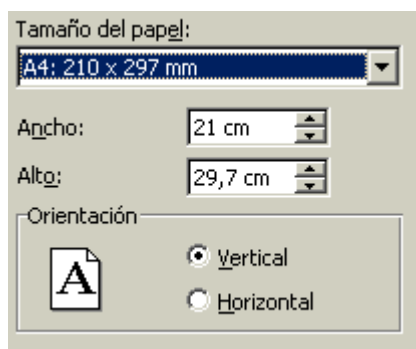 Tamaño del papel:
A4: 210 x 297 mm
Ancho: 21 cm
Alto: 29,7 cm
Orientación
A
Vertical
Horizontal